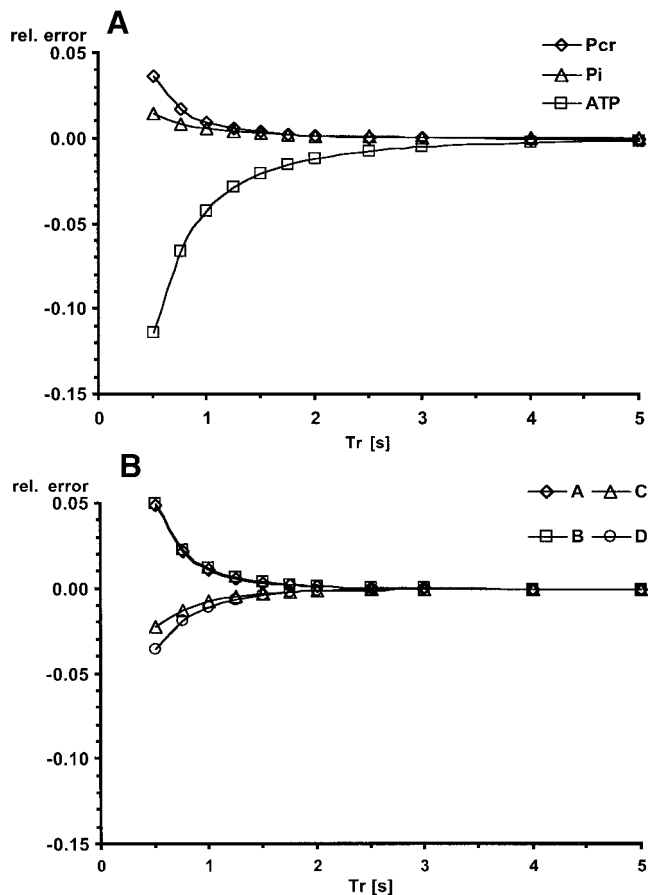 A
rel. error
Pcr
Pi
ATP
0.05
0.00
-0.05
-0.10
-0.15
0 1 2 3 4 5
Tr [s]
B
rel. error
A C
B D
0.05
0.00
-0.05
-0.10
-0.15
0 1 2 3 4 5
Tr [s]